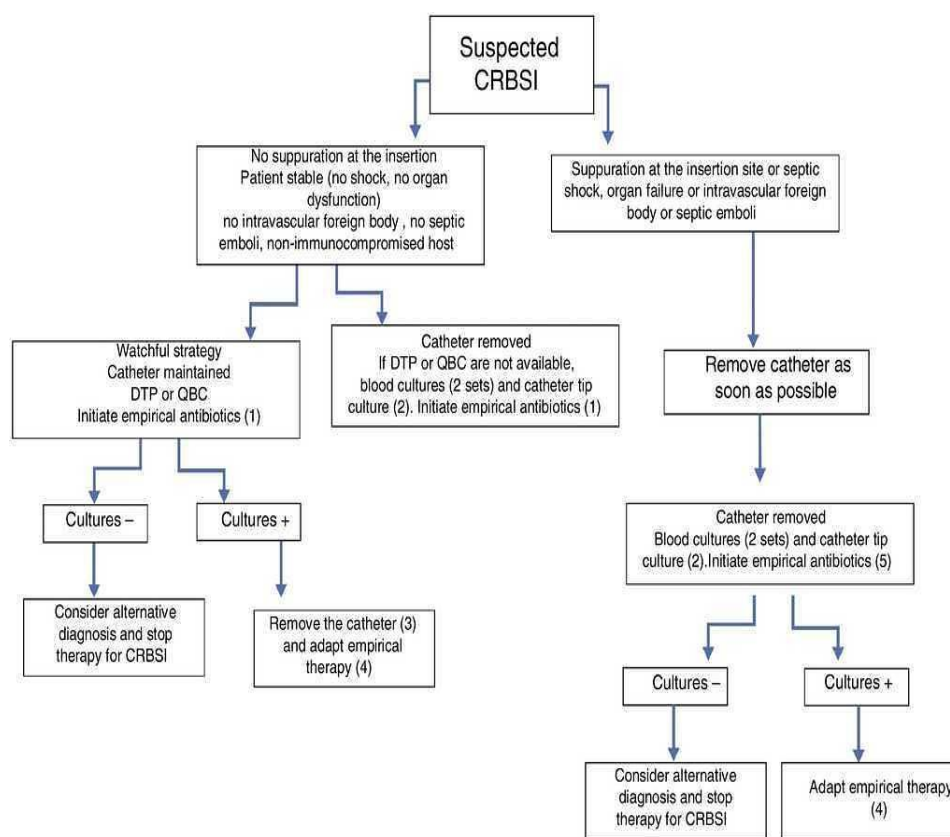 Suspected
CRBSI
No suppuration at the insertion
Patient stable (no shock, no organ
dysfunction)
no intravascular foreign body , no septic
emboli, non-immunocompromised host
Suppuration at the insertion site or septic
shock, organ failure or intravascular foreign
body or septic emboli
Watchful strategy
Catheter maintained
DTP or QBC
Initiate empirical antibiotics (1)
Catheter removed
If DTP or QBC are not available,
blood cultures (2 sets) and catheter tip
culture (2). Initiate empirical antibiotics (1)
Remove catheter as
soon as possible
Cultures –
Cultures +
Catheter removed
Blood cultures (2 sets) and catheter tip
culture (2).Initiate empirical antibiotics (5)
Consider alternative
diagnosis and stop
therapy for CRBSI
Remove the catheter (3)
and adapt empirical
therapy (4)
Cultures –
Cultures +
Consider alternative
diagnosis and stop
therapy for CRBSI
Adapt empirical therapy
(4)